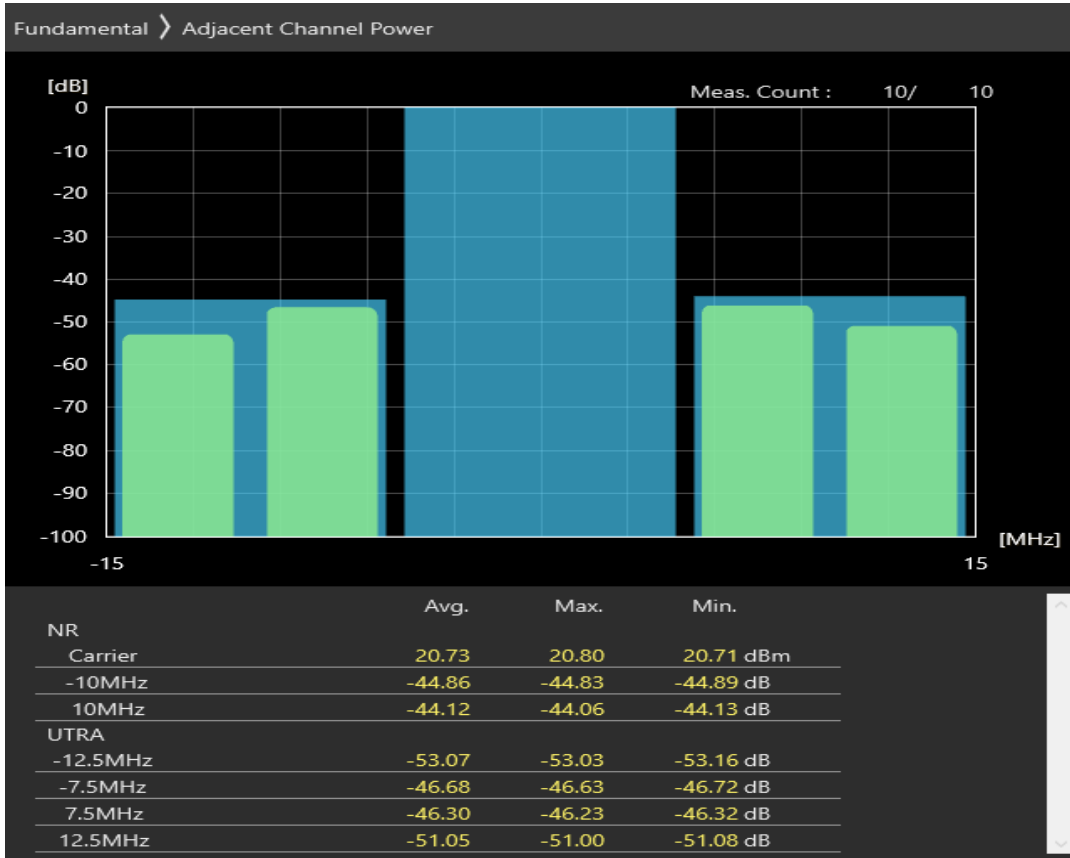 Fundamental ❯ Adjacent Channel Power
[dB]
Meas. Count : 10/ 10
0
-10
-20
-30
-40
-50
-60
-70
-80
-90
-100
[MHz]
-15 15
Avg. Max. Min.
NR
Carrier 20.73 20.80 20.71 dBm
-10MHz -44.86 -44.83 -44.89 dB
10MHz -44.12 -44.06 -44.13 dB
UTRA
-12.5MHz -53.07 -53.03 -53.16 dB
-7.5MHz -46.68 -46.63 -46.72 dB
7.5MHz -46.30 -46.23 -46.32 dB
12.5MHz -51.05 -51.00 -51.08 dB